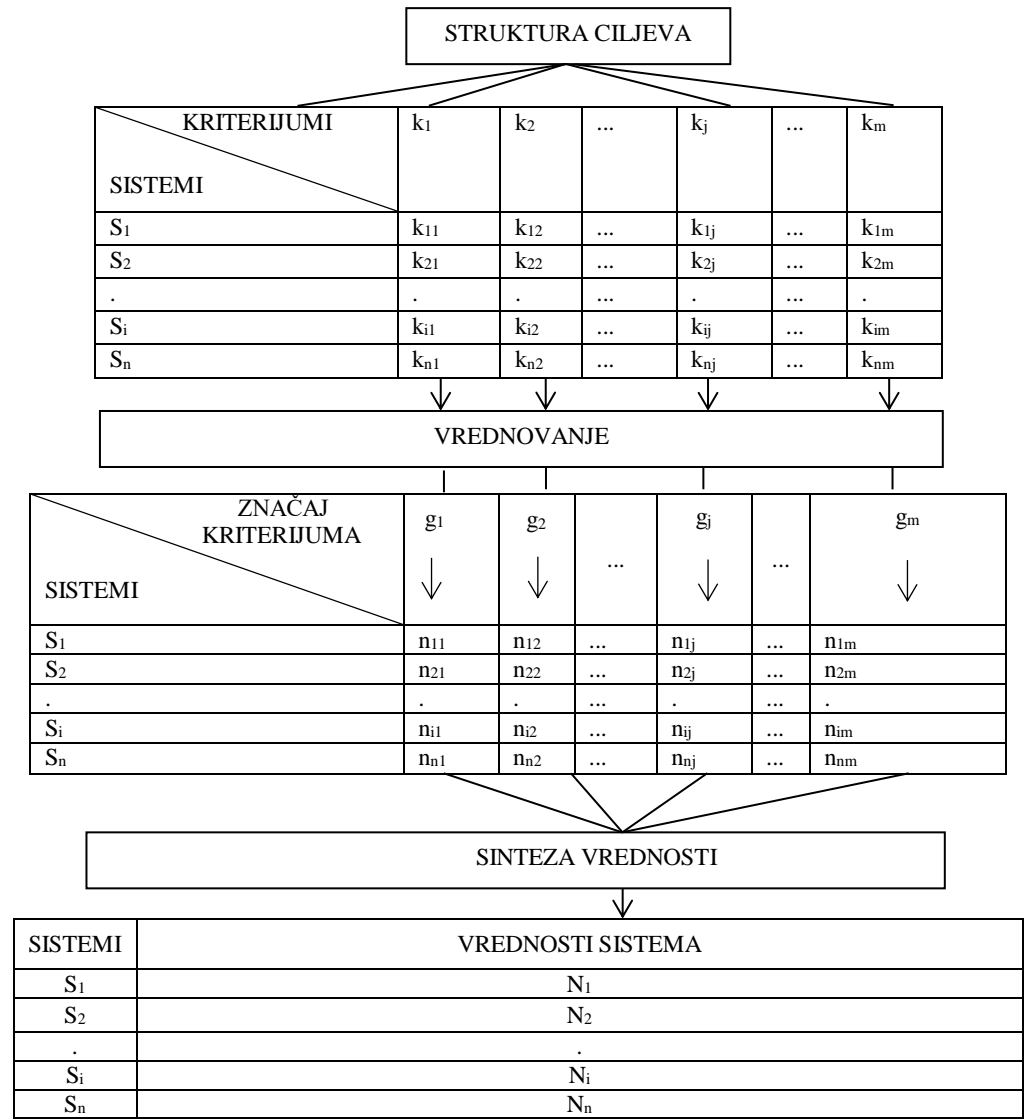 STRUKTURA CILJEVA
KRITERIJUMI k₁ k₂ ... kⱼ ... kₘ
SISTEMI
S₁ k₁₁ k₁₂ ... k₁ⱼ ... k₁ₘ
S₂ k₂₁ k₂₂ ... k₂ⱼ ... k₂ₘ
. . . ... . ... .
Sᵢ kᵢ₁ kᵢ₂ ... kᵢⱼ ... kᵢₘ
Sₙ kₙ₁ kₙ₂ ... kₙⱼ ... kₙₘ
VREDNOVANJE
ZNAČAJ
KRITERIJUMA g₁ g₂ ... gⱼ ... gₘ
SISTEMI
S₁ n₁₁ n₁₂ ... n₁ⱼ ... n₁ₘ
S₂ n₂₁ n₂₂ ... n₂ⱼ ... n₂ₘ
. . . ... . ... .
Sᵢ nᵢ₁ nᵢ₂ ... nᵢⱼ ... nᵢₘ
Sₙ nₙ₁ nₙ₂ ... nₙⱼ ... nₙₘ
SINTEZA VREDNOSTI
SISTEMI VREDNOSTI SISTEMA
S₁ N₁
S₂ N₂
. .
Sᵢ Nᵢ
Sₙ Nₙ